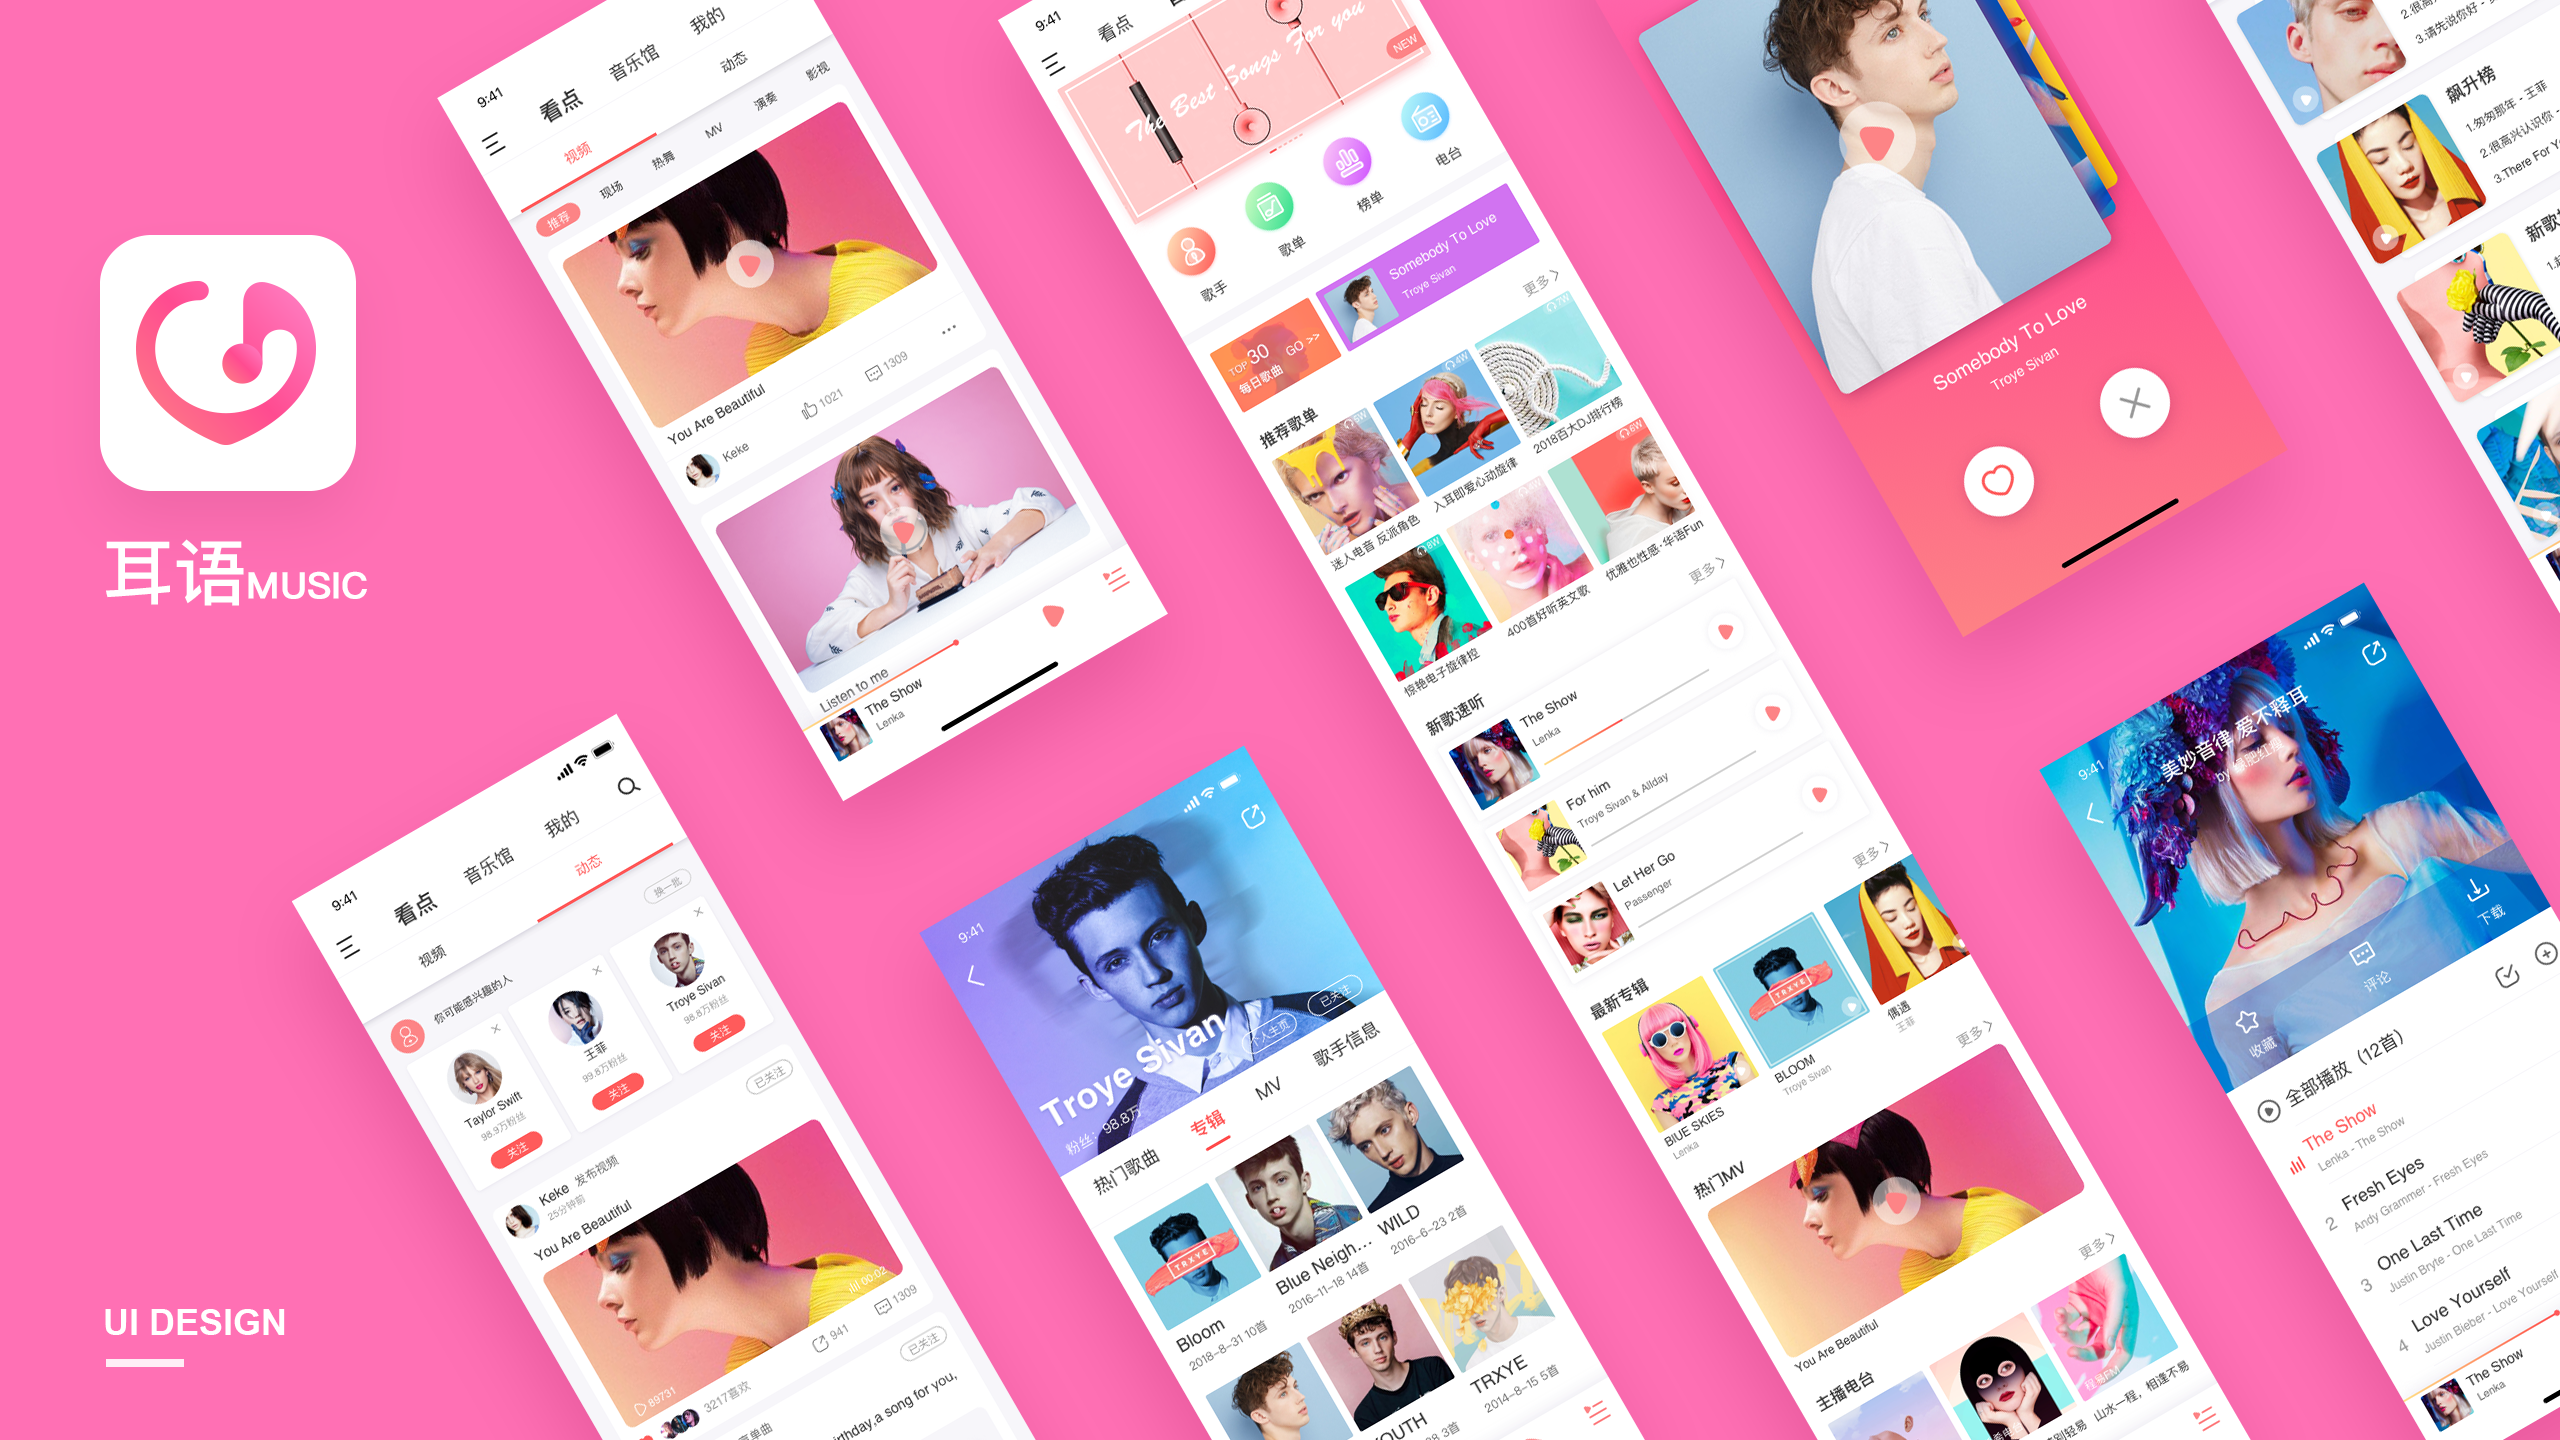 耳语MUSIC
UI DESIGN
9:41
看点
音乐馆
我的
视频
动态
推荐
现场
热舞
MV
演奏
影视
You Are Beautiful
Keke
1021
1309
Listen to me
The Show
Lenka
9:41
看点
音乐馆
我的
视频
动态
你可能感兴趣的人
换一批
Taylor Swift
98.9万粉丝
关注
王菲
99.8万粉丝
关注
Troye Sivan
98.8万粉丝
关注
Keke 发布视频
25分钟前
已关注
You Are Beautiful
00:02
89731
3217喜欢
941
1309
已关注
9:41
看点
The Best Songs For you
NEW
歌手
歌单
榜单
电台
TOP 30
GO >>
每日歌曲
Somebody To Love
Troye Sivan
推荐歌单
更多
6W
4W
7W
迷人电音 反派角色
入耳即爱心动旋律
2018百大DJ排行榜
8W
6W
惊艳电子旋律控
400首好听英文歌
优雅也性感·华语Fun
新歌速听
更多
The Show
Lenka
For him
Troye Sivan & Allday
Let Her Go
Passenger
最新专辑
更多
BlUE SKIES
Lenka
TRXYE
BLOOM
Troye Sivan
偶遇
王菲
热门MV
更多
You Are Beautiful
主播电台
更多
山水一程，相逢不易
9:41
Troye Sivan
粉丝：98.8万
个人主页
已关注
热门歌曲
专辑
MV
歌手信息
TRXYE
Bloom
2018-8-31 10首
Blue Neigh...
2016-11-18 14首
WILD
2016-6-23 2首
TRXYE
2014-8-15 5首
Somebody To Love
Troye Sivan
3.请先说你好 -
飙升榜
1.匆匆那年 - 王菲
2.很高兴认识你 -
3.There For
9:41
美妙音律 爱不释耳
收藏
评论
下载
全部播放（12首）
The Show
Lenka - The Show
2
Fresh Eyes
Andy Grammer - Fresh Eyes
3
One Last Time
Justin Bryte - One Last Time
4
Love Yourself
Justin Bieber - Love Yourself
The Show
Lenka